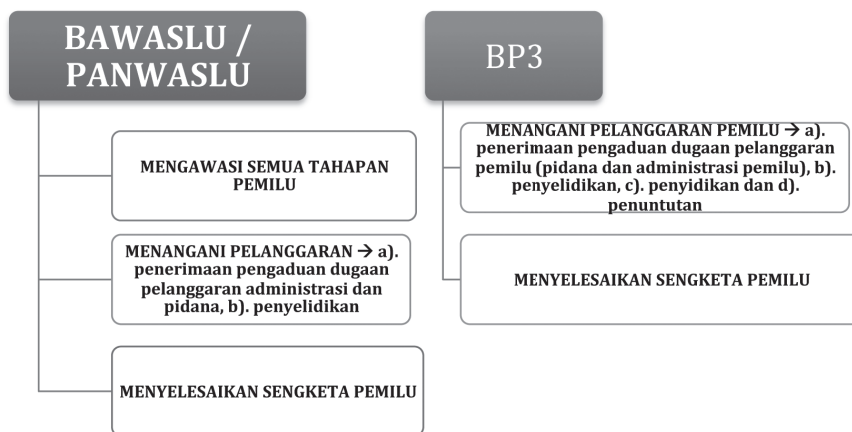 BAWASLU /
PANWASLU
MENGAWASI SEMUA TAHAPAN
PEMILU
MENANGANI PELANGGARAN → a).
penerimaan pengaduan dugaan
pelanggaran administrasi dan
pidana, b). penyelidikan
MENYELESAIKAN SENGKETA PEMILU
BP3
MENANGANI PELANGGARAN PEMILU → a).
penerimaan pengaduan dugaan pelanggaran
pemilu (pidana dan administrasi pemilu), b).
penyelidikan, c). penyidikan dan d).
penuntutan
MENYELESAIKAN SENGKETA PEMILU